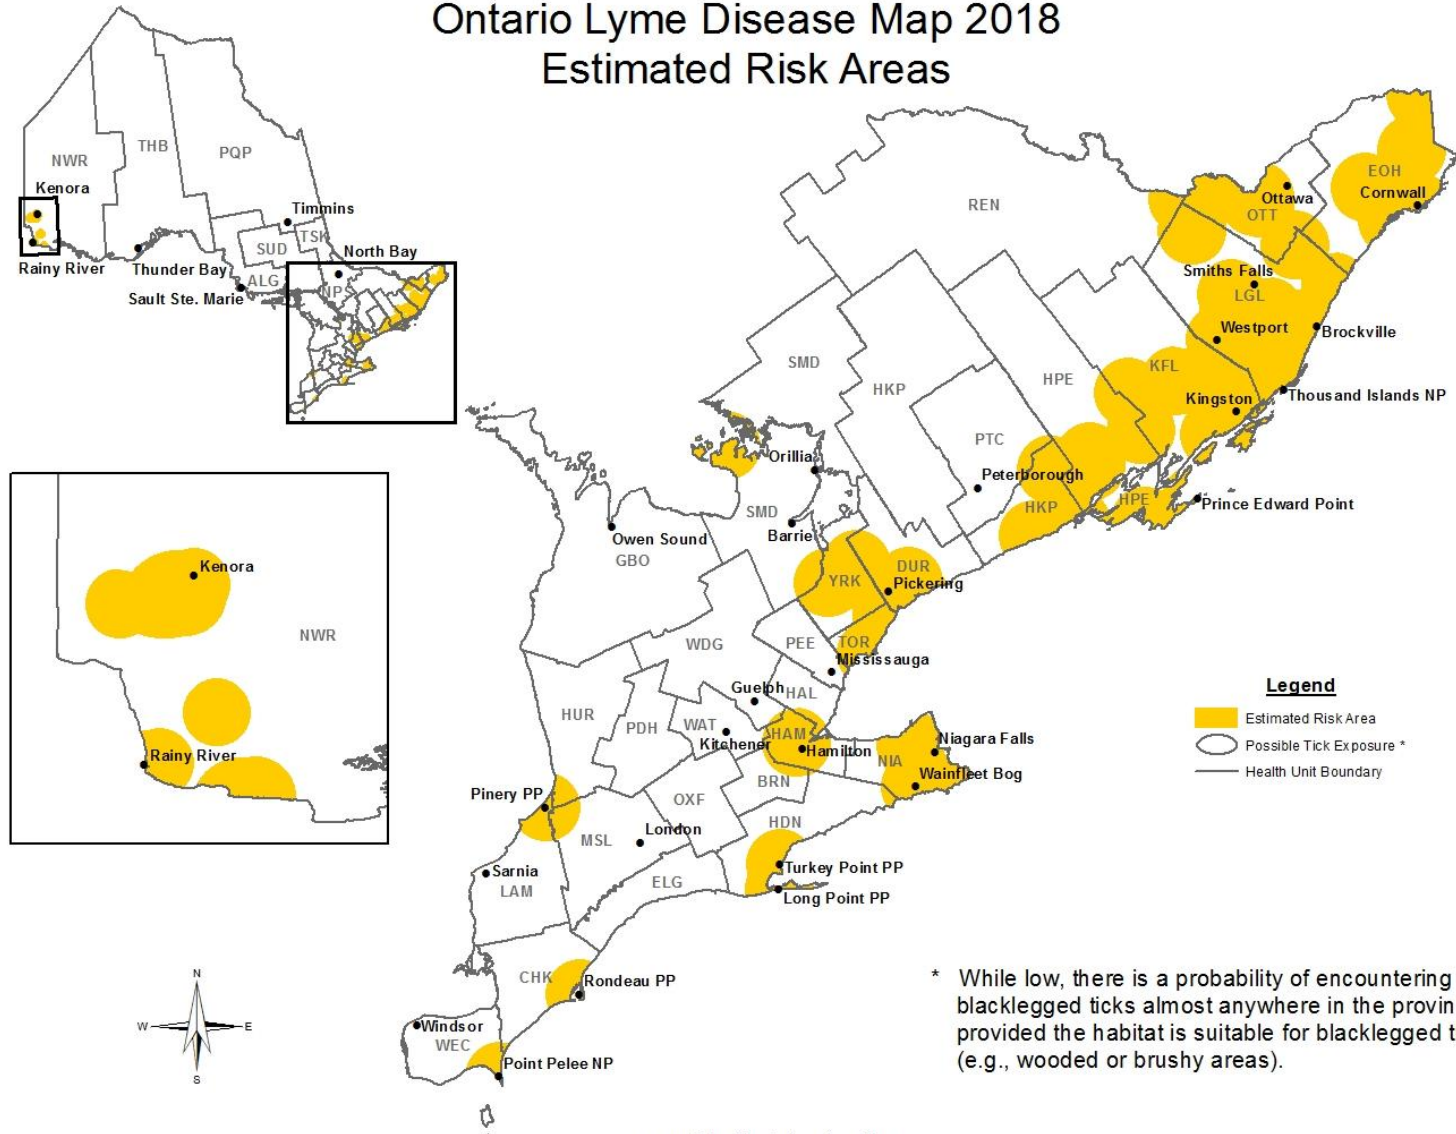 Ontario Lyme Disease Map 2018
Estimated Risk Areas
NWR
THB
PQP
Kenora
Timmins
TSK
SUD
North Bay
Rainy River
Thunder Bay
ALG
NP
Sault Ste. Marie
REN
EOH
Cornwall
Ottawa
OTT
Smiths Falls
LGL
Westport
Brockville
SMD
HKP
HPE
KFL
Kingston
Thousand Islands NP
PTC
Orillia
Peterborough
HKP
HPE
Prince Edward Point
SMD
Barrie
Owen Sound
GBO
YRK
DUR
Pickering
WDG
PEE
TOR
Mississauga
Guelph
HAL
HUR
PDH
WAT
Kitchener
HAM
Hamilton
NIA
Niagara Falls
Wainfleet Bog
BRN
Pinery PP
OXF
MSL
London
HDN
Sarnia
LAM
ELG
Turkey Point PP
Long Point PP
CHK
Rondeau PP
Windsor
WEC
Point Pelee NP
Kenora
NWR
Rainy River
Legend
Estimated Risk Area
Possible Tick Exposure *
Health Unit Boundary
N
W
E
S
* While low, there is a probability of encountering
blacklegged ticks almost anywhere in the provin
provided the habitat is suitable for blacklegged t
(e.g., wooded or brushy areas).